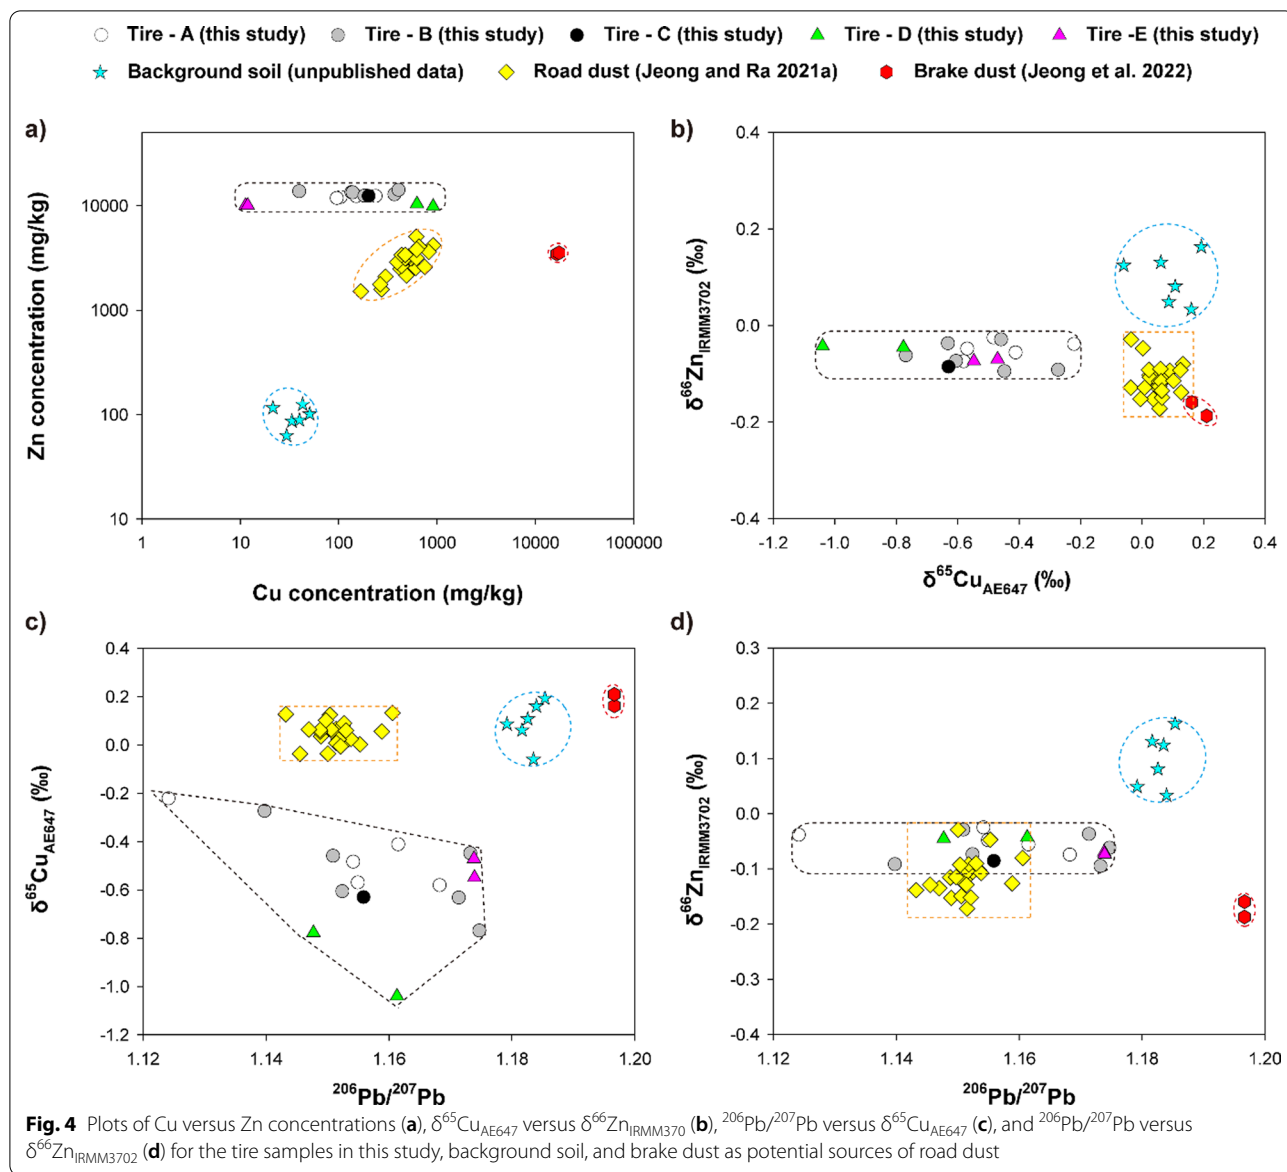 Tire - A (this study) Tire - B (this study) Tire - C (this study) Tire - D (this study) Tire -E (this study)
Background soil (unpublished data) Road dust (Jeong and Ra 2021a) Brake dust (Jeong et al. 2022)
a)
Zn concentration (mg/kg)
10000
1000
100
10
1 10 100 1000 10000 100000
Cu concentration (mg/kg)
b)
δ⁶⁶Zn_IRMM3702 (‰)
0.4
0.2
0.0
-0.2
-0.4
-1.2 -1.0 -0.8 -0.6 -0.4 -0.2 0.0 0.2 0.4
δ⁶⁵Cu_AE647 (‰)
c)
δ⁶⁵Cu_AE647 (‰)
0.4
0.2
0.0
-0.2
-0.4
-0.6
-0.8
-1.0
-1.2
1.12 1.14 1.16 1.18 1.20
²⁰⁶Pb/²⁰⁷Pb
d)
δ⁶⁶Zn_IRMM3702 (‰)
0.3
0.2
0.1
0.0
-0.1
-0.2
-0.3
-0.4
1.12 1.14 1.16 1.18 1.20
²⁰⁶Pb/²⁰⁷Pb
Fig. 4 Plots of Cu versus Zn concentrations (a), δ⁶⁵Cu_AE647 versus δ⁶⁶Zn_IRMM370 (b), ²⁰⁶Pb/²⁰⁷Pb versus δ⁶⁵Cu_AE647 (c), and ²⁰⁶Pb/²⁰⁷Pb versus
δ⁶⁶Zn_IRMM3702 (d) for the tire samples in this study, background soil, and brake dust as potential sources of road dust